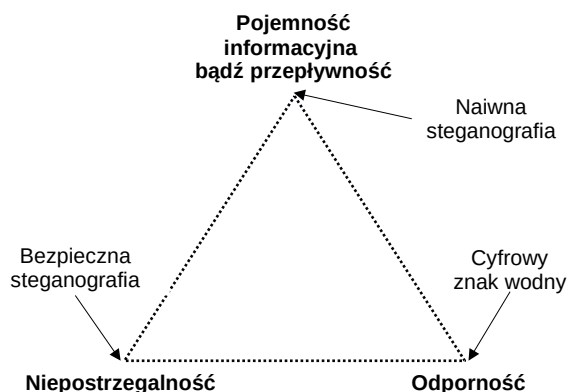 Pojemność
informacyjna
bądź przepływność
Naiwna
steganografia
Bezpieczna
steganografia
Cyfrowy
znak wodny
Niepostrzegalność
Odporność